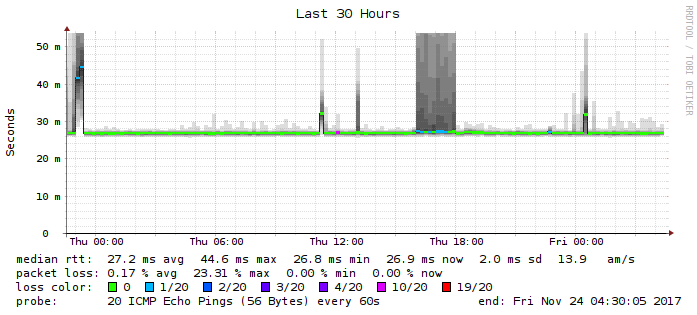 Last 30 Hours
RRDTOOL / TOBI OETIKER
Seconds
50 m
40 m
30 m
20 m
10 m
0
Thu 00:00 Thu 06:00 Thu 12:00 Thu 18:00 Fri 00:00
median rtt: 27.2 ms avg 44.6 ms max 26.8 ms min 26.9 ms now 2.0 ms sd 13.9 am/s
packet loss: 0.17 % avg 23.31 % max 0.00 % min 0.00 % now
loss color: 0 1/20 2/20 3/20 4/20 10/20 19/20
probe: 20 ICMP Echo Pings (56 Bytes) every 60s end: Fri Nov 24 04:30:05 2017